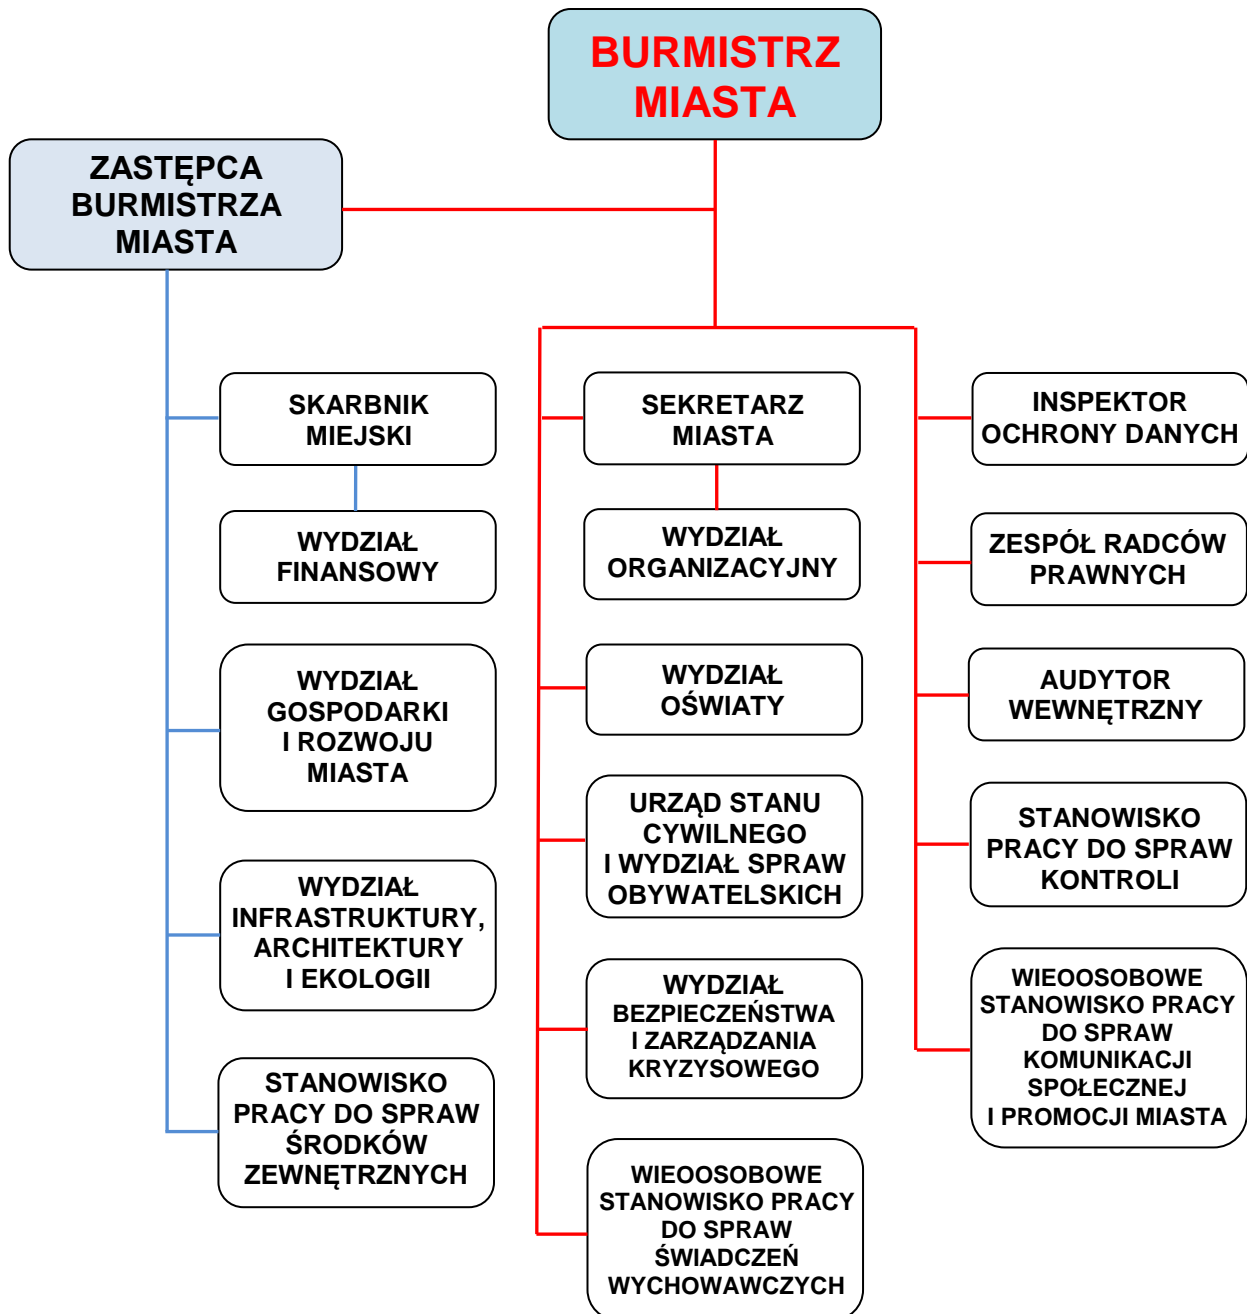 BURMISTRZ
MIASTA
ZASTĘPCA
BURMISTRZA
MIASTA
SKARBNIK
MIEJSKI
WYDZIAŁ
FINANSOWY
WYDZIAŁ
GOSPODARKI
I ROZWOJU
MIASTA
WYDZIAŁ
INFRASTRUKTURY,
ARCHITEKTURY
I EKOLOGII
STANOWISKO
PRACY DO SPRAW
ŚRODKÓW
ZEWNĘTRZNYCH
SEKRETARZ
MIASTA
WYDZIAŁ
ORGANIZACYJNY
WYDZIAŁ
OŚWIATY
URZĄD STANU
CYWILNEGO
I WYDZIAŁ SPRAW
OBYWATELSKICH
WYDZIAŁ
BEZPIECZEŃSTWA
I ZARZĄDZANIA
KRYZYSOWEGO
WIEOOSOBOWE
STANOWISKO PRACY
DO SPRAW
ŚWIADCZEŃ
WYCHOWAWCZYCH
INSPEKTOR
OCHRONY DANYCH
ZESPÓŁ RADCÓW
PRAWNYCH
AUDYTOR
WEWNĘTRZNY
STANOWISKO
PRACY DO SPRAW
KONTROLI
WIEOOSOBOWE
STANOWISKO PRACY
DO SPRAW
KOMUNIKACJI
SPOŁECZNEJ
I PROMOCJI MIASTA